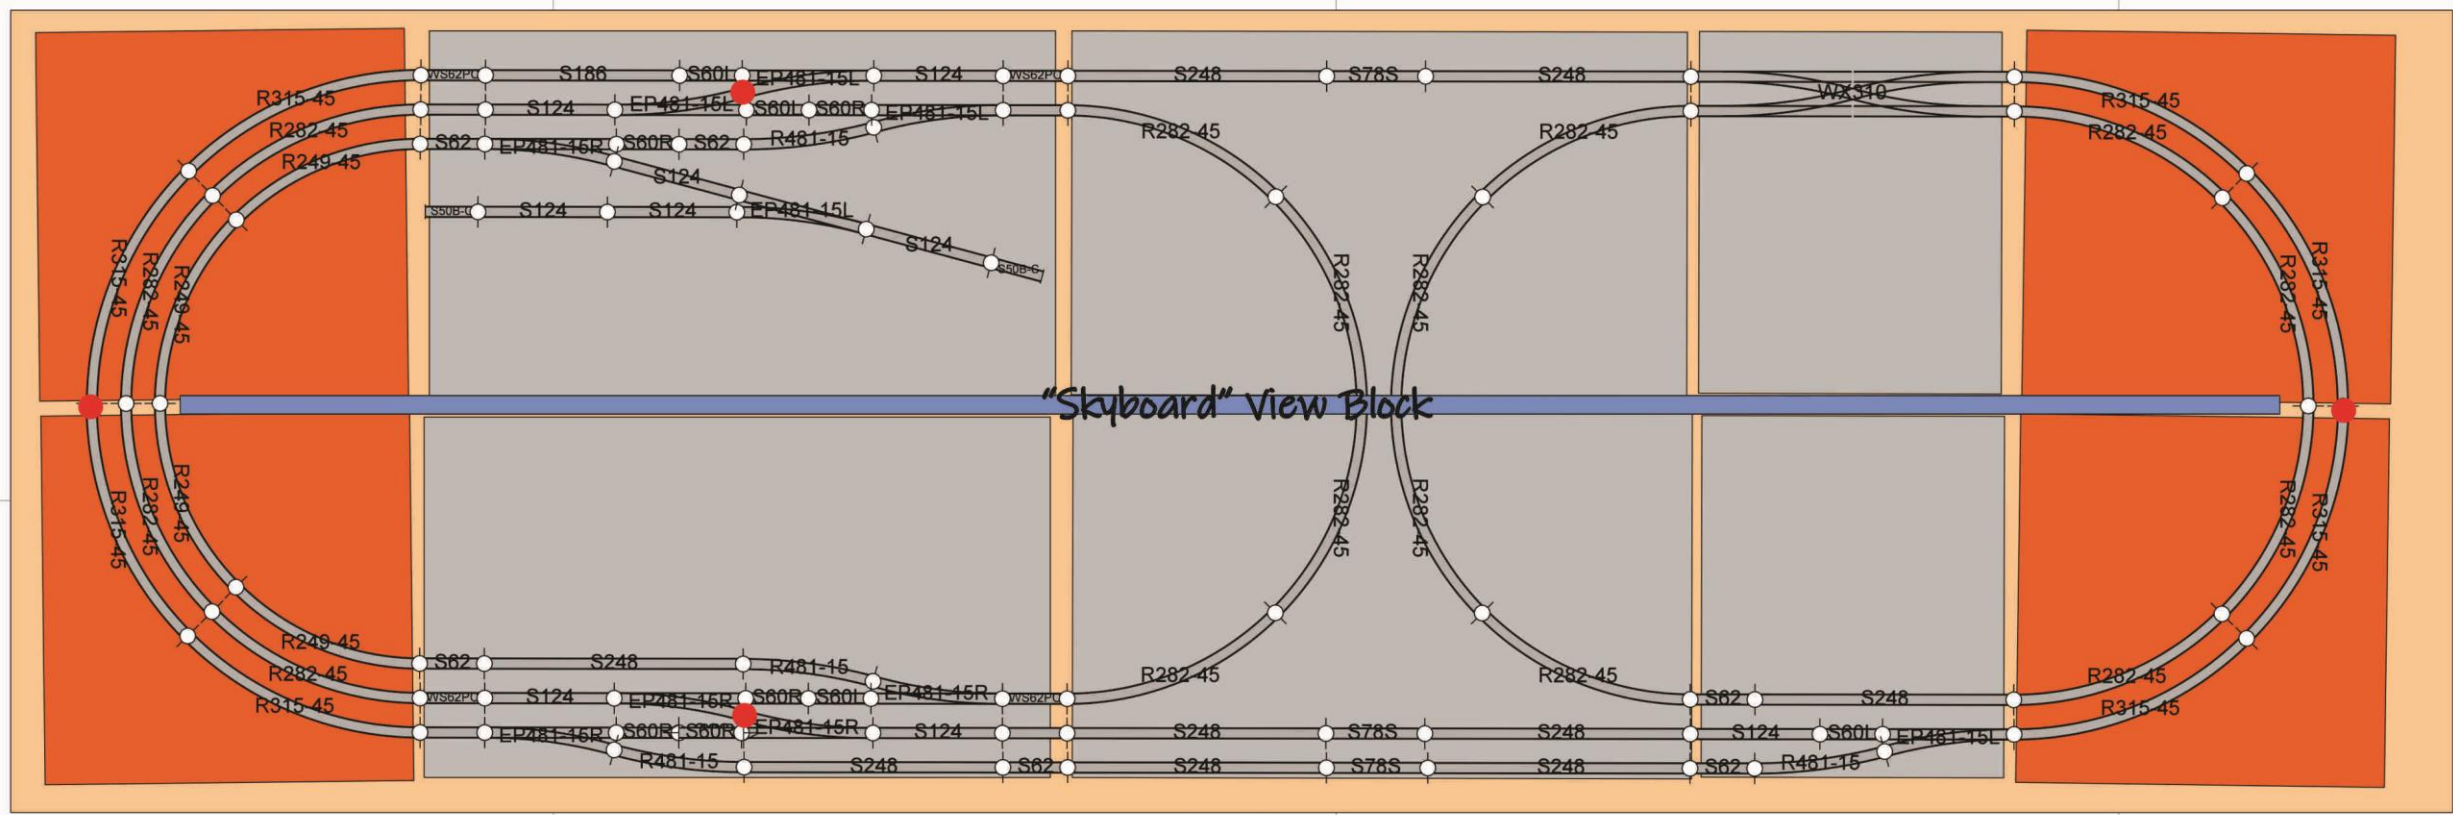 WS62PC S186 S60L EP481-15L S124 WS62PC S248 S78S S248
R315-45 S124 EP481-15L S60L S60R EP481-15L WX310 R315-45
R282-45 S62 EP481-15R S60R S62 R481-15 R282-45 R282-45 R282-45
R249-45
S124
S50B-C S124 S124 EP481-15L
S124
S50B-C
R315-45 R282-45 R249-45 R282-45 R282-45 R282-45 R315-45
"Skyboard" View Block
R315-45 R282-45 R249-45 R282-45 R282-45 R282-45 R315-45
R249-45 S62 S248 R481-15
R282-45 R282-45 R282-45 R282-45
WS62PC S124 EP481-15R S60R S60L EP481-15R WS62PC S62 S248
R315-45 R315-45
EP481-15R S60R S60R EP481-15R S124 S248 S78S S248 S124 S60L EP481-15L
R481-15 S248 S62 S248 S78S S248 S62 R481-15